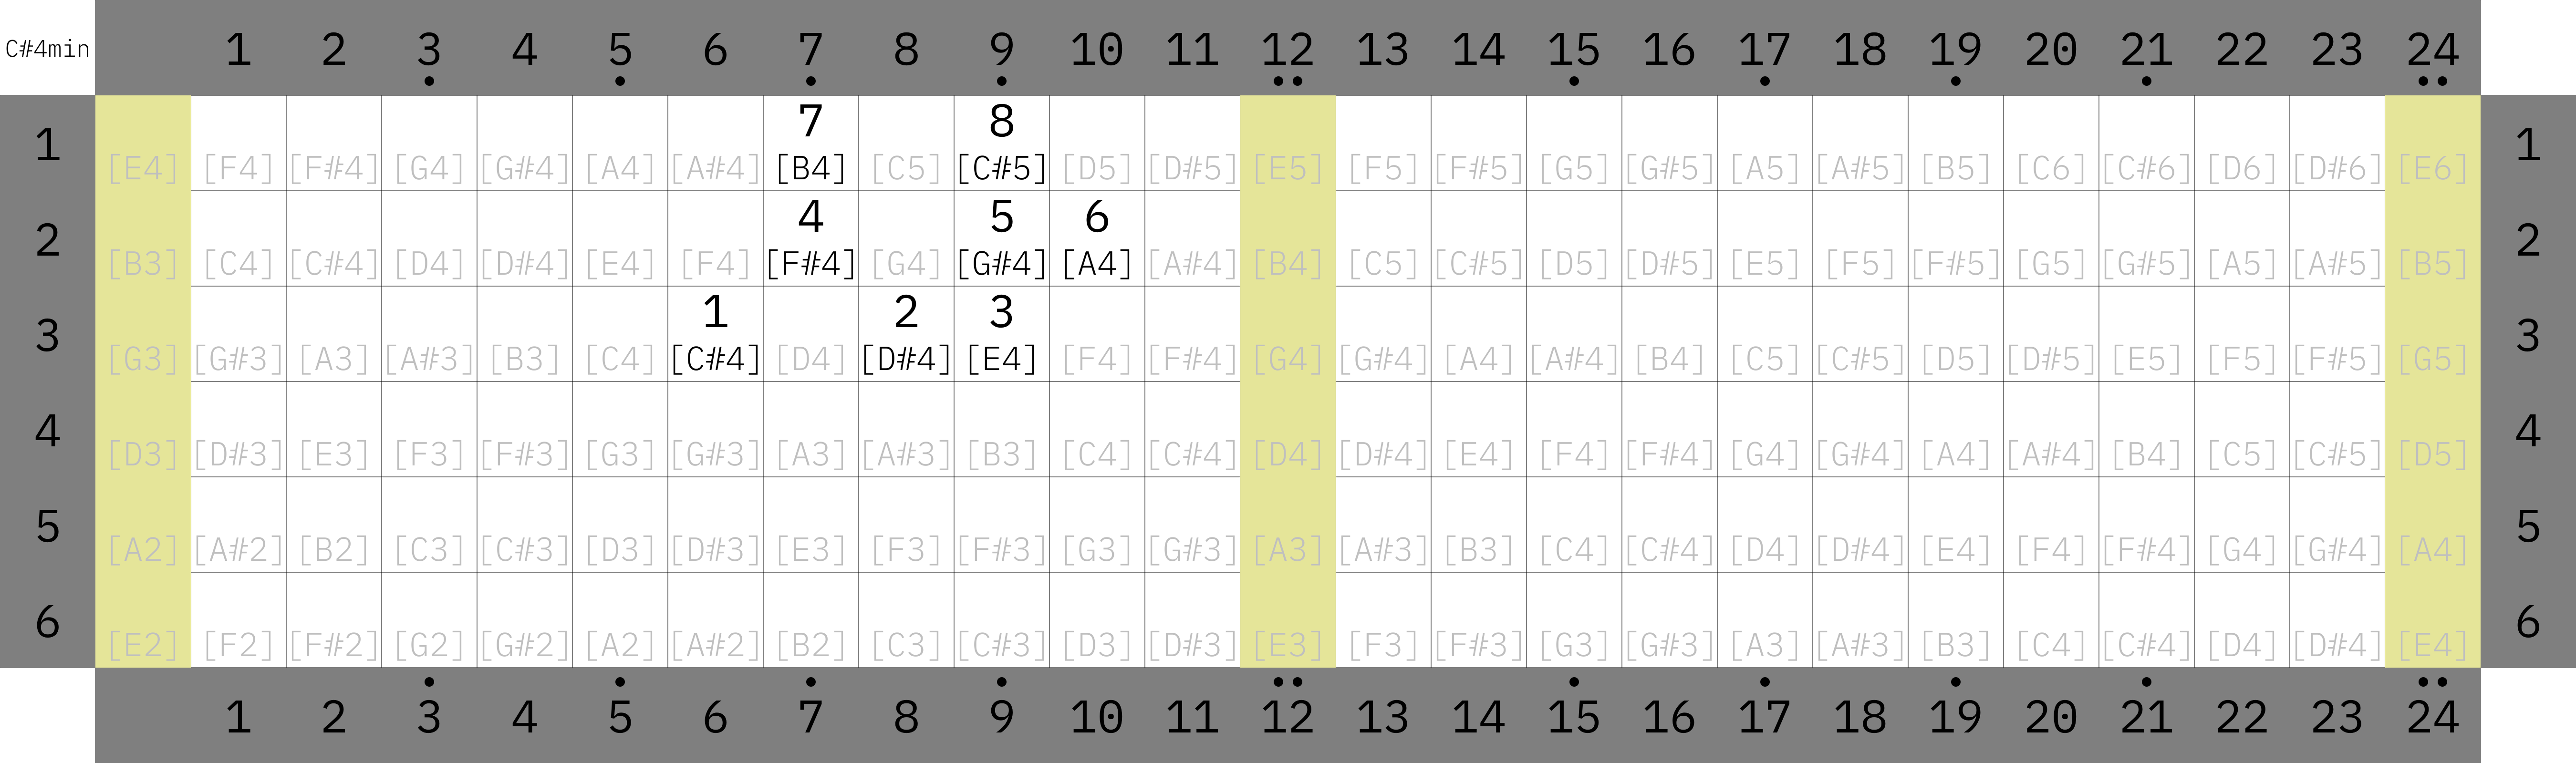 C#4min 1 2 3 4 5 6 7 8 9 10 11 12 13 14 15 16 17 18 19 20 21 22 23 24
7 8
1 [E4] [F4] [F#4] [G4] [G#4] [A4] [A#4] [B4] [C5] [C#5] [D5] [D#5] [E5] [F5] [F#5] [G5] [G#5] [A5] [A#5] [B5] [C6] [C#6] [D6] [D#6] [E6] 1
4 5 6
2 [B3] [C4] [C#4] [D4] [D#4] [E4] [F4] [F#4] [G4] [G#4] [A4] [A#4] [B4] [C5] [C#5] [D5] [D#5] [E5] [F5] [F#5] [G5] [G#5] [A5] [A#5] [B5] 2
1 2 3
3 [G3] [G#3] [A3] [A#3] [B3] [C4] [C#4] [D4] [D#4] [E4] [F4] [F#4] [G4] [G#4] [A4] [A#4] [B4] [C5] [C#5] [D5] [D#5] [E5] [F5] [F#5] [G5] 3
4 [D3] [D#3] [E3] [F3] [F#3] [G3] [G#3] [A3] [A#3] [B3] [C4] [C#4] [D4] [D#4] [E4] [F4] [F#4] [G4] [G#4] [A4] [A#4] [B4] [C5] [C#5] [D5] 4
5 [A2] [A#2] [B2] [C3] [C#3] [D3] [D#3] [E3] [F3] [F#3] [G3] [G#3] [A3] [A#3] [B3] [C4] [C#4] [D4] [D#4] [E4] [F4] [F#4] [G4] [G#4] [A4] 5
6 [E2] [F2] [F#2] [G2] [G#2] [A2] [A#2] [B2] [C3] [C#3] [D3] [D#3] [E3] [F3] [F#3] [G3] [G#3] [A3] [A#3] [B3] [C4] [C#4] [D4] [D#4] [E4] 6
1 2 3 4 5 6 7 8 9 10 11 12 13 14 15 16 17 18 19 20 21 22 23 24